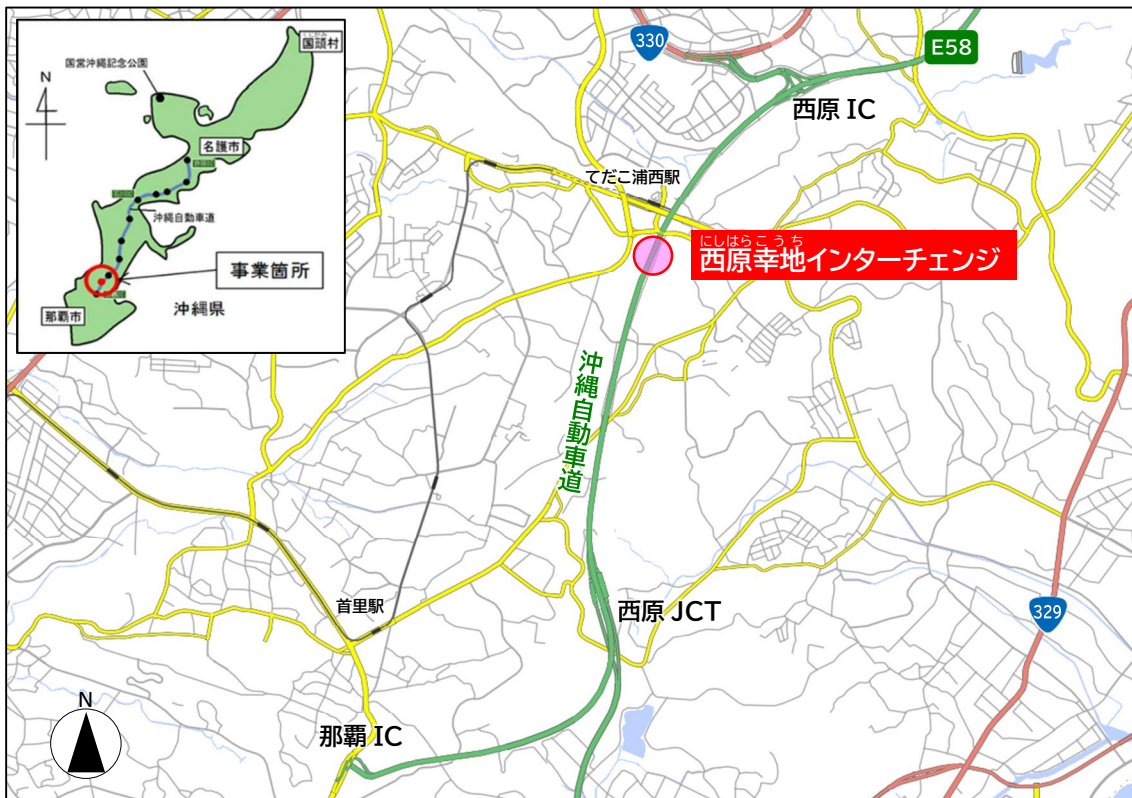 国頭村
国営沖縄記念公園
N
名護市
沖縄自動車道
事業箇所
那覇市
沖縄県
330
E58
西原 IC
てだこ浦西駅
にしはらこうち
西原幸地インターチェンジ
沖縄自動車道
首里駅
西原 JCT
329
那覇 IC
N